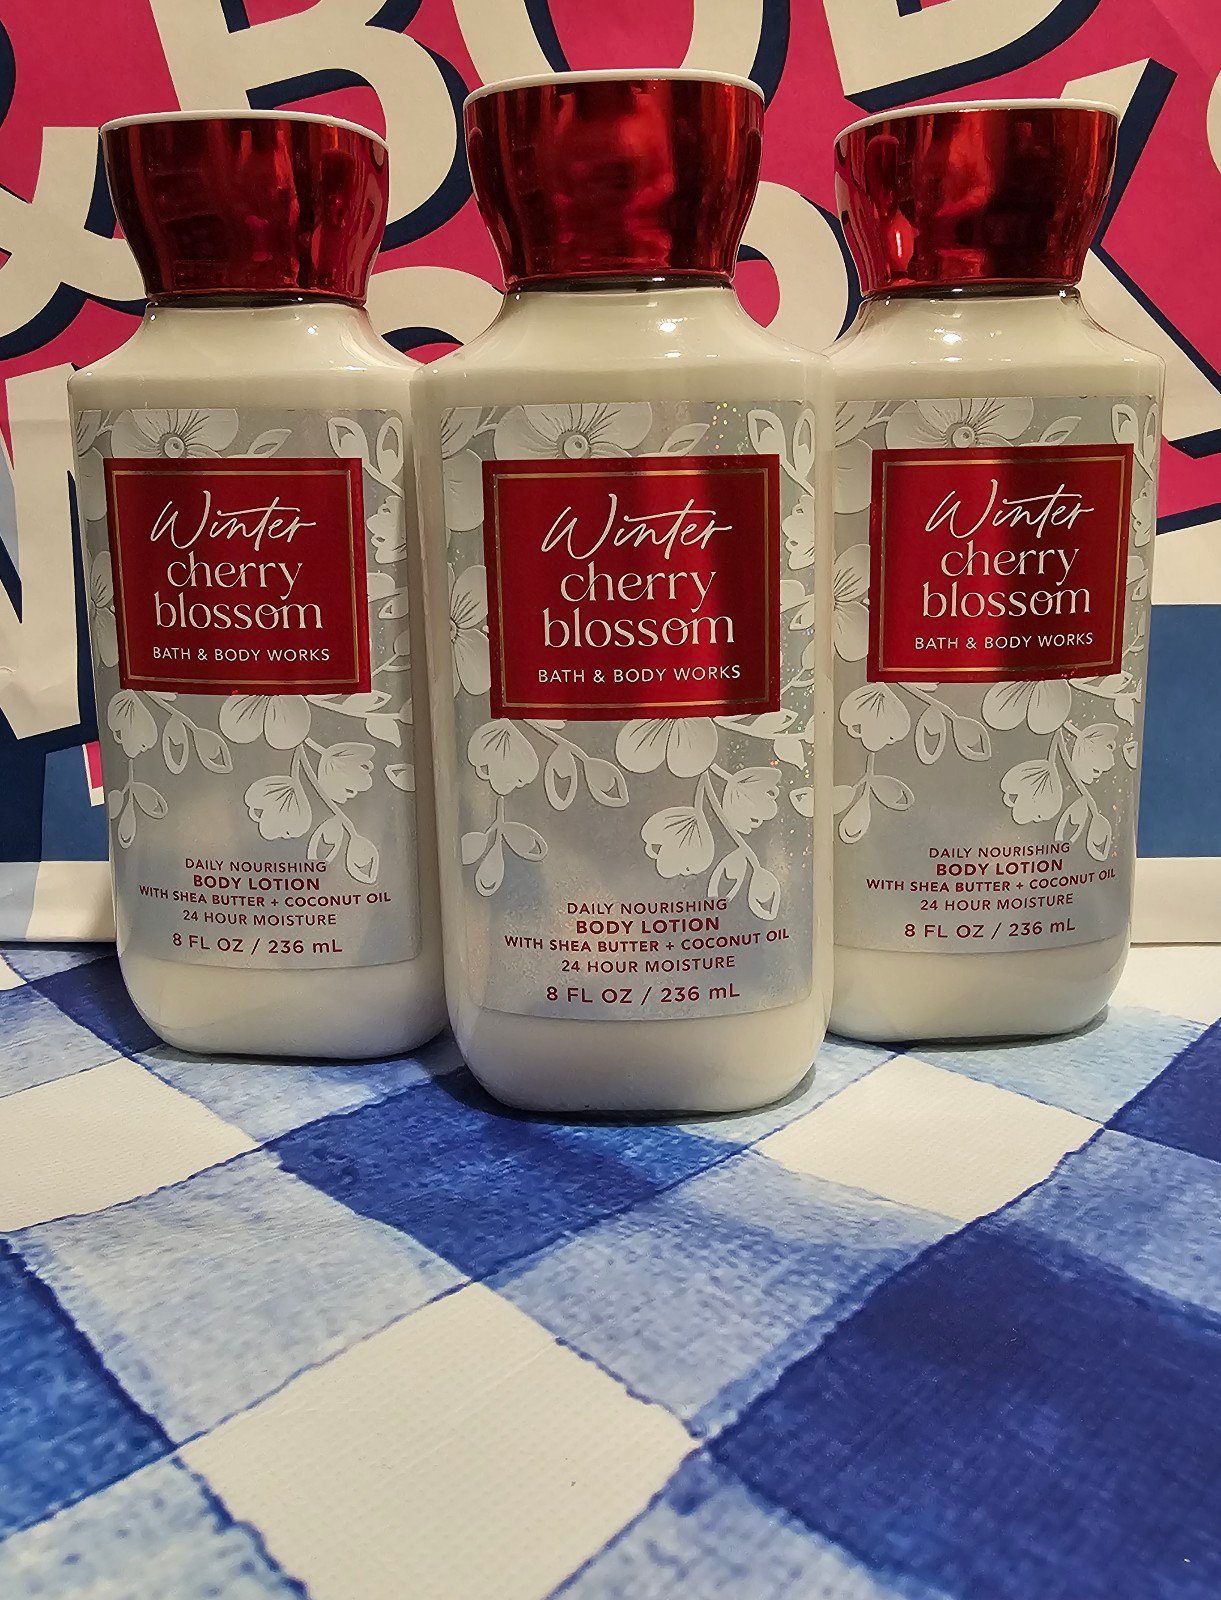 Winter
cherry
blossom
BATH & BODY WORKS
DAILY NOURISHING
BODY LOTION
WITH SHEA BUTTER + COCONUT OIL
24 HOUR MOISTURE
8 FL OZ / 236 mL
Winter
cherry
blossom
BATH & BODY WORKS
DAILY NOURISHING
BODY LOTION
WITH SHEA BUTTER + COCONUT OIL
24 HOUR MOISTURE
8 FL OZ / 236 mL
Winter
cherry
blossom
BATH & BODY WORKS
DAILY NOURISHING
BODY LOTION
WITH SHEA BUTTER + COCONUT OIL
24 HOUR MOISTURE
8 FL OZ / 236 mL